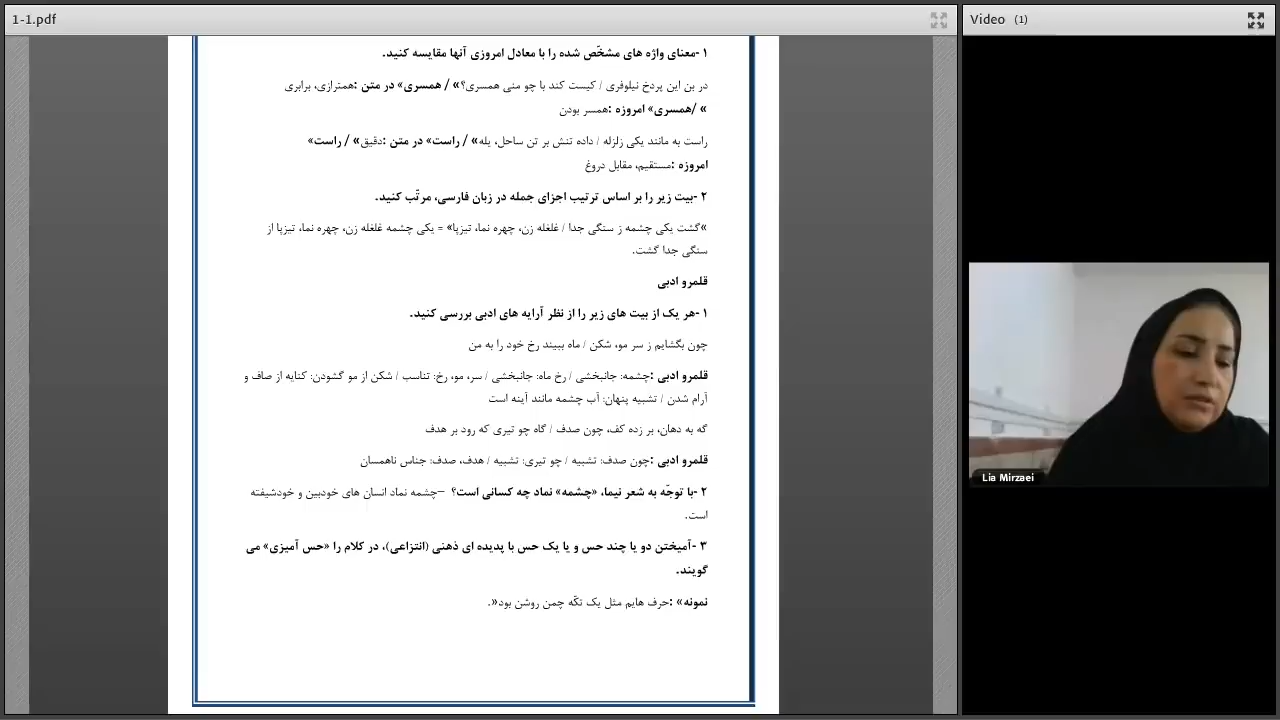 1-1.pdf
Video (1)
۱ -معنای واژه های مشخّص شده را با معادل امروزی آنها مقایسه کنید.
در بن این پردخ نیلوفری / کیست کند با چو منی همسری؟» / همسری» در متن :همترازی، برابری
» /همسری» امروزه :همسر بودن
راست به مانند یکی زلزله / داده تنش بر تن ساحل، یله» / راست» در متن :دقیق» / راست»
امروزه :مستقیم، مقابل دروغ
۲ -بیت زیر را بر اساس ترتیب اجزای جمله در زبان فارسی، مرتّب کنید.
»گشت یکی چشمه ز سنگی جدا / غلغله زن، چهره نما، تیزپا» = یکی چشمه غلغله زن، چهره نما، تیزپا از
سنگی جدا گشت.
قلمرو ادبی
۱ -هر یک از بیت های زیر را از نظر آرایه های ادبی بررسی کنید.
چون بگشایم ز سر مو، شکن / ماه ببیند رخ خود را به من
قلمرو ادبی :چشمه: جانبخشی / رخ ماه: جانبخشی / سر، مو، رخ: تناسب / شکن از مو گشودن: کنایه از صاف و
آرام شدن / تشبیه پنهان: آب چشمه مانند آینه است
گه به دهان، بر زده کف، چون صدف / گاه چو تیری که رود بر هدف
قلمرو ادبی :چون صدف: تشبیه / چو تیری: تشبیه / هدف، صدف: جناس ناهمسان
۲ -با توجّه به شعر نیما، «چشمه» نماد چه کسانی است؟ –چشمه نماد انسان های خودبین و خودشیفته
است.
۳ -آمیختن دو یا چند حس و یا یک حس با پدیده ای ذهنی (انتزاعی)، در کلام را «حس آمیزی» می
گویند.
نمونه» :حرف هایم مثل یک تکّه چمن روشن بود«.
Lia Mirzaei